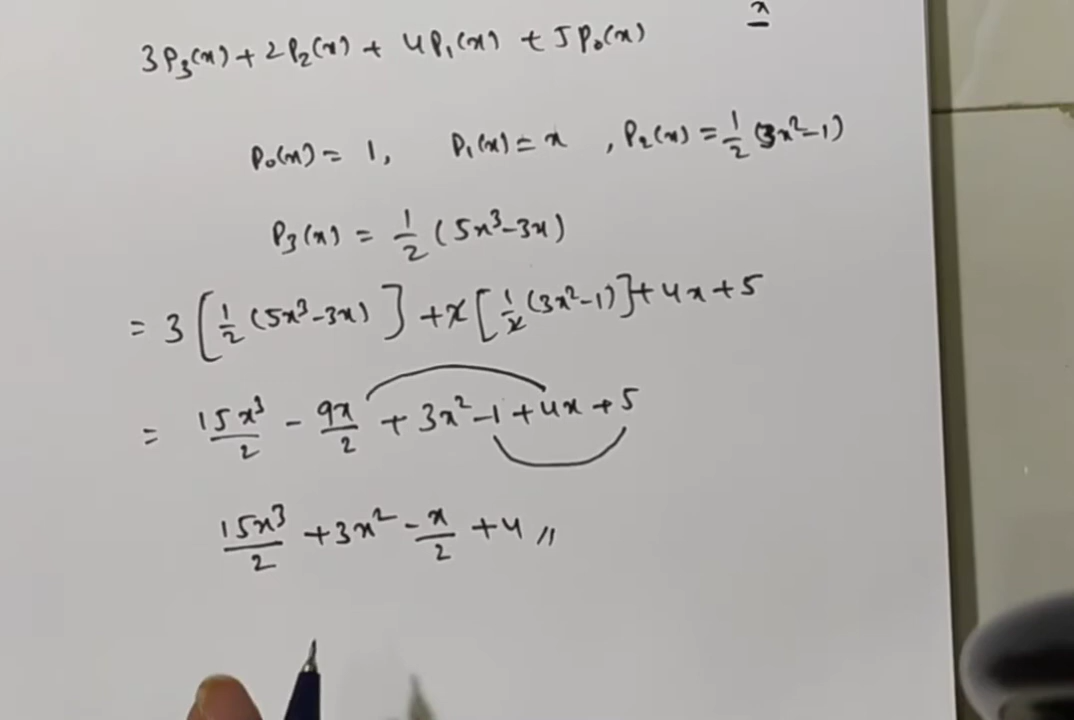 x
3P₃(x) + 2P₂(x) + 4P₁(x) + 5P₀(x)
P₀(x) = 1, P₁(x) = x , P₂(x) = 1/2 (3x²-1)
P₃(x) = 1/2 (5x³-3x)
= 3 [1/2 (5x³-3x)] + 2 [1/2 (3x²-1)] + 4x + 5
= 15x³/2 - 9x/2 + 3x² - 1 + 4x + 5
15x³/2 + 3x² - x/2 + 4 //